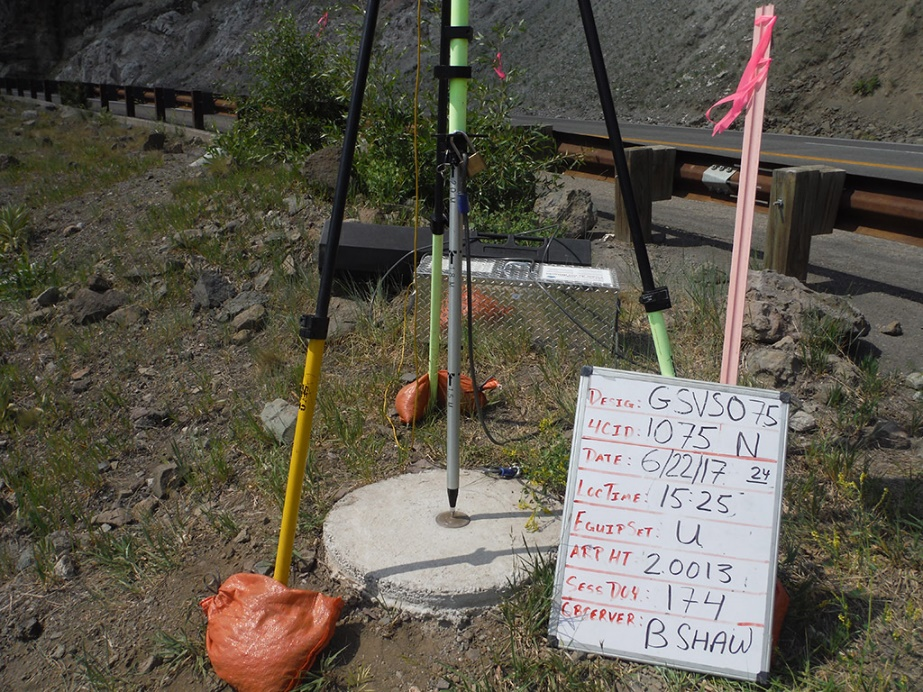 DESIG: GSVS075
4CID: 1075 N
DATE: 6/22/17 24
LOCTIME: 15:25
EQUIPSET: U
ARP HT 2.0013
SESS DOY: 174
OBSERVER: B SHAW